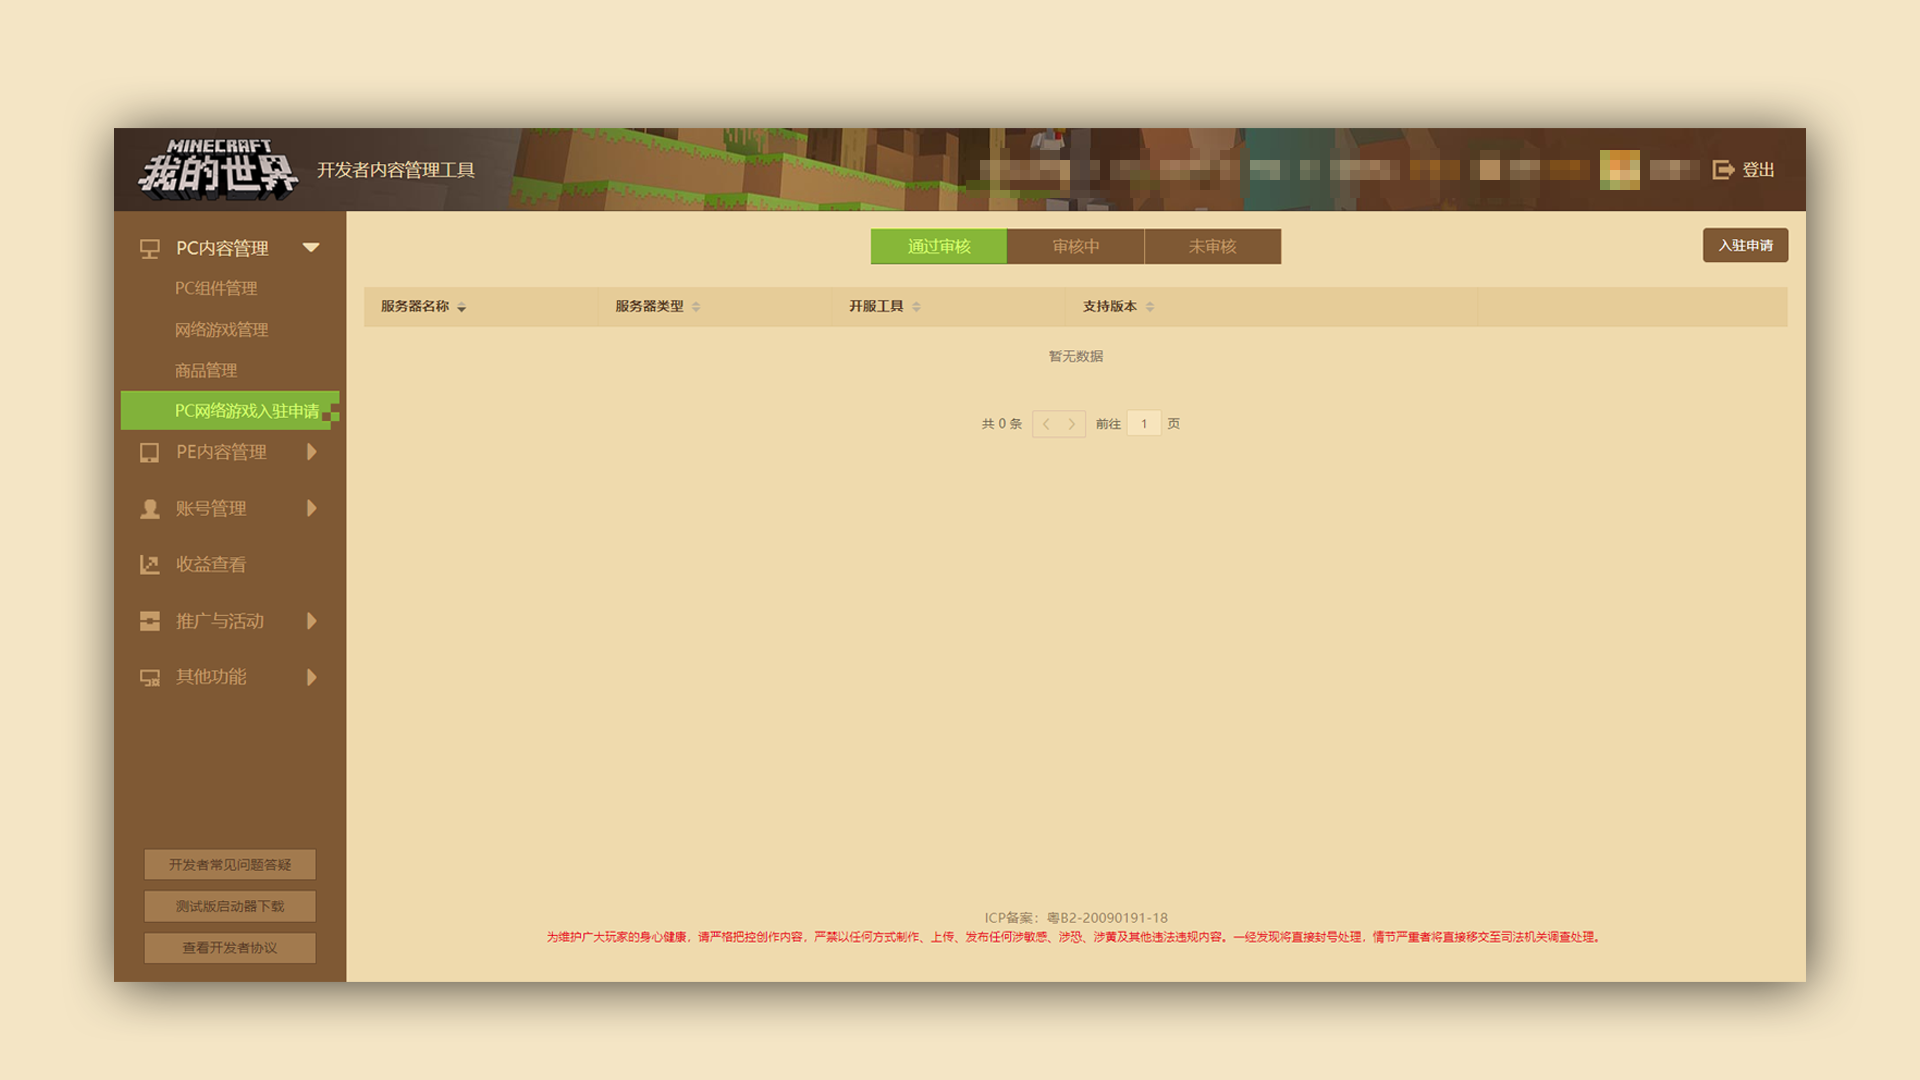 MINECRAFT
我的世界
开发者内容管理工具
登出
PC内容管理
PC组件管理
网络游戏管理
商品管理
PC网络游戏入驻申请
PE内容管理
账号管理
收益查看
推广与活动
其他功能
开发者常见问题答疑
测试版启动器下载
查看开发者协议
通过审核 审核中 未审核
入驻申请
服务器名称 服务器类型 开服工具 支持版本
暂无数据
共 0 条 前往 1 页
ICP备案：粤B2-20090191-18
为维护广大玩家的身心健康，请严格把控创作内容，严禁以任何方式制作、上传、发布任何涉敏感、涉恐、涉黄及其他违法违规内容。一经发现将直接封号处理，情节严重者将直接移交至司法机关调查处理。